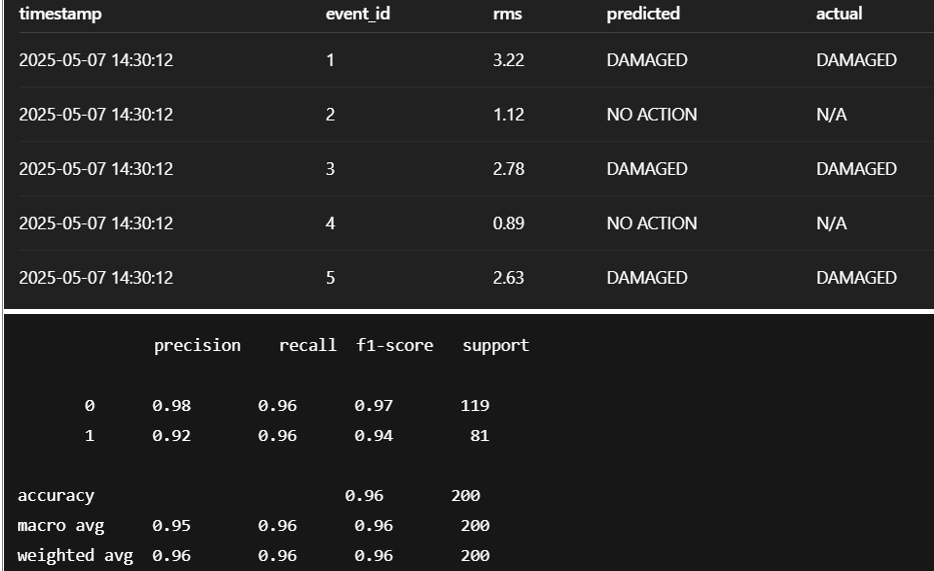 timestamp event_id rms predicted actual
2025-05-07 14:30:12 1 3.22 DAMAGED DAMAGED
2025-05-07 14:30:12 2 1.12 NO ACTION N/A
2025-05-07 14:30:12 3 2.78 DAMAGED DAMAGED
2025-05-07 14:30:12 4 0.89 NO ACTION N/A
2025-05-07 14:30:12 5 2.63 DAMAGED DAMAGED
precision recall f1-score support
0 0.98 0.96 0.97 119
1 0.92 0.96 0.94 81
accuracy 0.96 200
macro avg 0.95 0.96 0.96 200
weighted avg 0.96 0.96 0.96 200